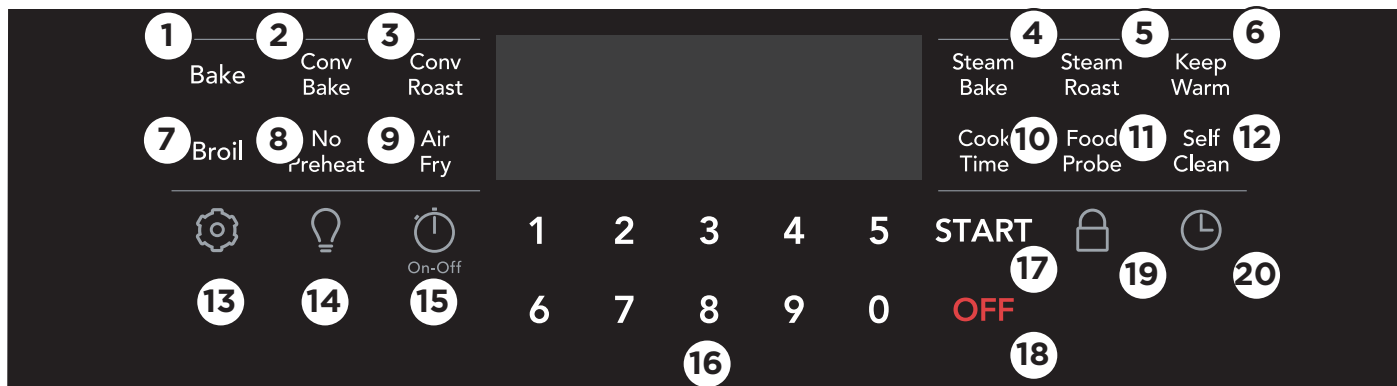 1 2 3 4 5 6
Bake
Conv
Bake
Conv
Roast
Steam
Bake
Steam
Roast
Keep
Warm
7 8 9 10 11 12
Broil
No
Preheat
Air
Fry
Cook
Time
Food
Probe
Self
Clean
On-Off
1 2 3 4 5 START
13 14 15 17 19 20
6 7 8 9 0 OFF
16 18